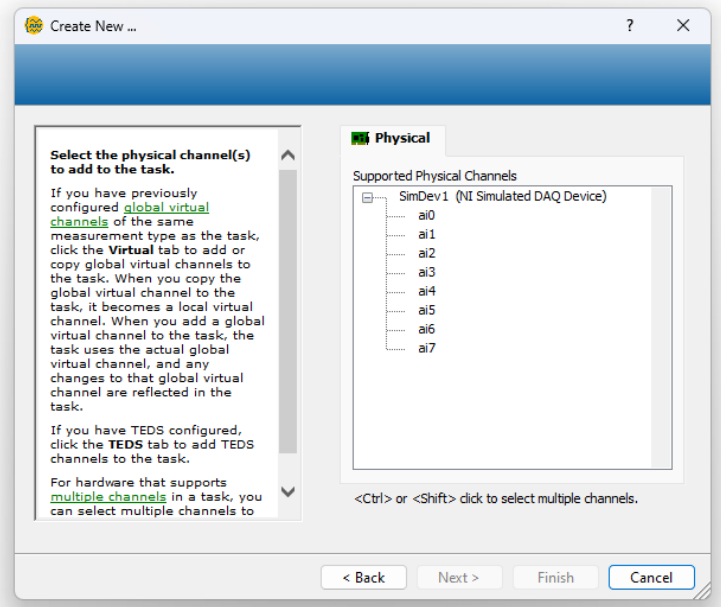 Create New ...
?
Select the physical channel(s)
to add to the task.
If you have previously
configured global virtual
channels of the same
measurement type as the task,
click the Virtual tab to add or
copy global virtual channels to
the task. When you copy the
global virtual channel to the
task, it becomes a local virtual
channel. When you add a global
virtual channel to the task, the
task uses the actual global
virtual channel, and any
changes to that global virtual
channel are reflected in the
task.
If you have TEDS configured,
click the TEDS tab to add TEDS
channels to the task.
For hardware that supports
multiple channels in a task, you
can select multiple channels to
Physical
Supported Physical Channels
SimDev1 (NI Simulated DAQ Device)
ai0
ai1
ai2
ai3
ai4
ai5
ai6
ai7
<Ctrl> or <Shift> click to select multiple channels.
< Back
Next >
Finish
Cancel